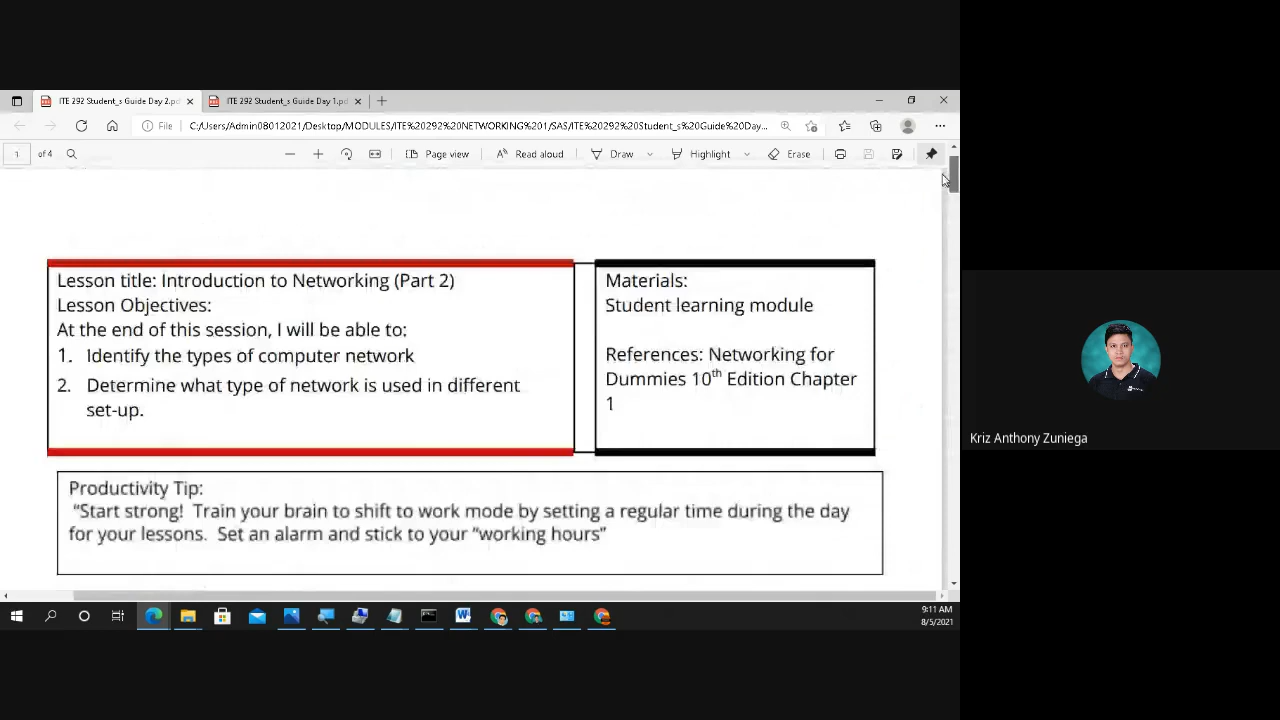 ITE 292 Student_s Guide Day 2.pd
ITE 292 Student_s Guide Day 1.pd
File
C:/Users/Admin08012021/Desktop/MODULES/ITE%20292%20NETWORKING%201/SAS/ITE%20292%20Student_s%20Guide%20Day...
1 of 4
Page view
Read aloud
Draw
Highlight
Erase
Lesson title: Introduction to Networking (Part 2)
Lesson Objectives:
At the end of this session, I will be able to:
1. Identify the types of computer network
2. Determine what type of network is used in different
set-up.
Materials:
Student learning module
References: Networking for
Dummies 10th Edition Chapter
1
Productivity Tip:
"Start strong! Train your brain to shift to work mode by setting a regular time during the day
for your lessons. Set an alarm and stick to your "working hours"
Kriz Anthony Zuniega
9:11 AM
8/5/2021